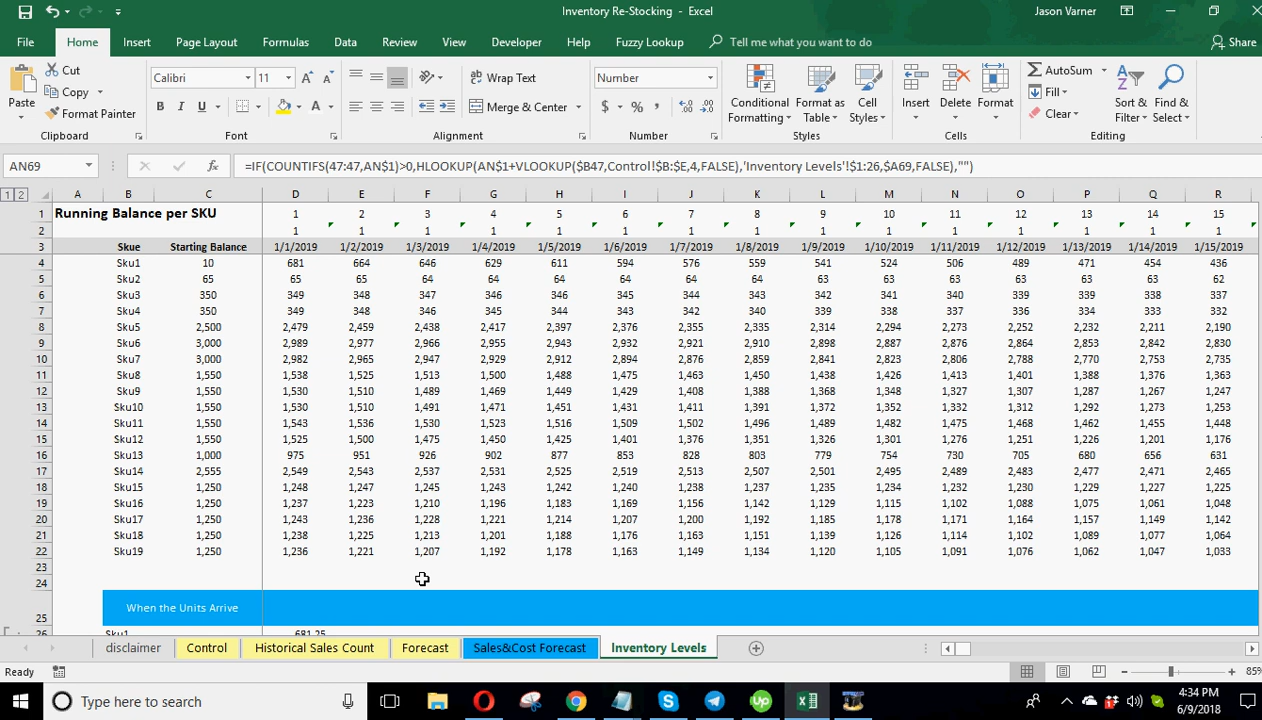 Inventory Re-Stocking - Excel
Jason Varner
File Home Insert Page Layout Formulas Data Review View Developer Help Fuzzy Lookup Tell me what you want to do Share
Cut
Copy
Format Painter
Paste
Clipboard
Calibri 11
B I U
Font
Wrap Text
Merge & Center
Alignment
Number
$ % ,
Number
Conditional Formatting
Format as Table
Cell Styles
Styles
Insert Delete Format
Cells
AutoSum
Fill
Clear
Sort & Filter
Find & Select
Editing
AN69 =IF(COUNTIFS(47:47,AN$1)>0,HLOOKUP(AN$1+VLOOKUP($B47,Control!$B:$E,4,FALSE),'Inventory Levels'!$1:26,$A69,FALSE),"")
1 2 A B C D E F G H I J K L M N O P Q R
1 Running Balance per SKU 1 2 3 4 5 6 7 8 9 10 11 12 13 14 15
2 1 1 1 1 1 1 1 1 1 1 1 1 1 1 1
3 Skue Starting Balance 1/1/2019 1/2/2019 1/3/2019 1/4/2019 1/5/2019 1/6/2019 1/7/2019 1/8/2019 1/9/2019 1/10/2019 1/11/2019 1/12/2019 1/13/2019 1/14/2019 1/15/2019
4 Sku1 10 681 664 646 629 611 594 576 559 541 524 506 489 471 454 436
5 Sku2 65 65 65 64 64 64 64 64 64 63 63 63 63 63 63 62
6 Sku3 350 349 348 347 346 346 345 344 343 342 341 340 339 339 338 337
7 Sku4 350 349 348 346 345 344 343 342 340 339 338 337 336 334 333 332
8 Sku5 2,500 2,479 2,459 2,438 2,417 2,397 2,376 2,355 2,335 2,314 2,294 2,273 2,252 2,232 2,211 2,190
9 Sku6 3,000 2,989 2,977 2,966 2,955 2,943 2,932 2,921 2,910 2,898 2,887 2,876 2,864 2,853 2,842 2,830
10 Sku7 3,000 2,982 2,965 2,947 2,929 2,912 2,894 2,876 2,859 2,841 2,823 2,806 2,788 2,770 2,753 2,735
11 Sku8 1,550 1,538 1,525 1,513 1,500 1,488 1,475 1,463 1,450 1,438 1,426 1,413 1,401 1,388 1,376 1,363
12 Sku9 1,550 1,530 1,510 1,489 1,469 1,449 1,429 1,408 1,388 1,368 1,348 1,327 1,307 1,287 1,267 1,247
13 Sku10 1,550 1,530 1,510 1,491 1,471 1,451 1,431 1,411 1,391 1,372 1,352 1,332 1,312 1,292 1,273 1,253
14 Sku11 1,550 1,543 1,536 1,530 1,523 1,516 1,509 1,502 1,496 1,489 1,482 1,475 1,468 1,462 1,455 1,448
15 Sku12 1,550 1,525 1,500 1,475 1,450 1,425 1,401 1,376 1,351 1,326 1,301 1,276 1,251 1,226 1,201 1,176
16 Sku13 1,000 975 951 926 902 877 853 828 803 779 754 730 705 680 656 631
17 Sku14 2,555 2,549 2,543 2,537 2,531 2,525 2,519 2,513 2,507 2,501 2,495 2,489 2,483 2,477 2,471 2,465
18 Sku15 1,250 1,248 1,247 1,245 1,243 1,242 1,240 1,238 1,237 1,235 1,234 1,232 1,230 1,229 1,227 1,225
19 Sku16 1,250 1,237 1,223 1,210 1,196 1,183 1,169 1,156 1,142 1,129 1,115 1,102 1,088 1,075 1,061 1,048
20 Sku17 1,250 1,243 1,236 1,228 1,221 1,214 1,207 1,200 1,192 1,185 1,178 1,171 1,164 1,157 1,149 1,142
21 Sku18 1,250 1,238 1,225 1,213 1,201 1,188 1,176 1,163 1,151 1,139 1,126 1,114 1,102 1,089 1,077 1,064
22 Sku19 1,250 1,236 1,221 1,207 1,192 1,178 1,163 1,149 1,134 1,120 1,105 1,091 1,076 1,062 1,047 1,033
23
24
25 When the Units Arrive
26 Sku1 681.25
disclaimer Control Historical Sales Count Forecast Sales&Cost Forecast Inventory Levels
Ready 85%
Type here to search
4:34 PM
6/9/2018